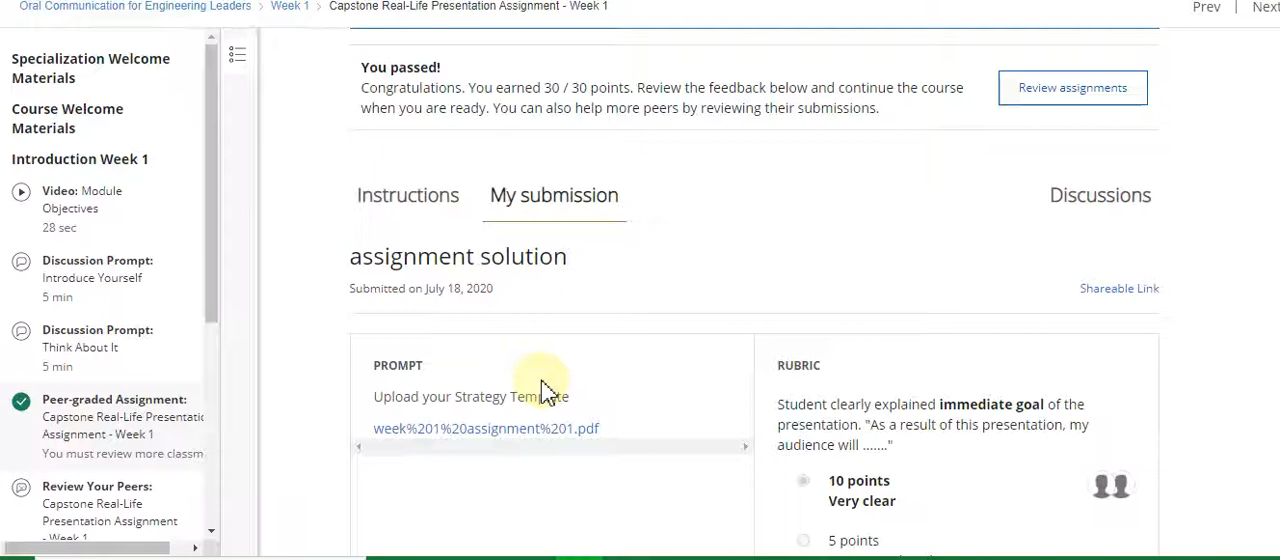 Oral Communication for Engineering Leaders > Week 1 > Capstone Real-Life Presentation Assignment - Week 1
Prev | Next
Specialization Welcome
Materials
Course Welcome
Materials
Introduction Week 1
Video: Module
Objectives
28 sec
Discussion Prompt:
Introduce Yourself
5 min
Discussion Prompt:
Think About It
5 min
Peer-graded Assignment:
Capstone Real-Life Presentatio
Assignment - Week 1
You must review more classm
Review Your Peers:
Capstone Real-Life
Presentation Assignment
- Week 1
You passed!
Congratulations. You earned 30 / 30 points. Review the feedback below and continue the course
when you are ready. You can also help more peers by reviewing their submissions.
Review assignments
Instructions
My submission
Discussions
assignment solution
Submitted on July 18, 2020
Shareable Link
PROMPT
Upload your Strategy Template
week%201%20assignment%201.pdf
RUBRIC
Student clearly explained immediate goal of the
presentation. "As a result of this presentation, my
audience will ......."
10 points
Very clear
5 points